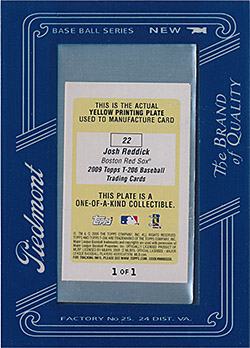 BASE BALL SERIES
NEW
THIS IS THE ACTUAL
YELLOW PRINTING PLATE
USED TO MANUFACTURE CARD
22
Josh Reddick
Boston Red Sox®
2009 Topps T-206 Baseball
Trading Cards
THIS PLATE IS A
ONE-OF-A-KIND COLLECTIBLE.
Topps
1 OF 1
Piedmont
The BRAND of QUALITY
FACTORY NO 25, 24 DIST. VA.